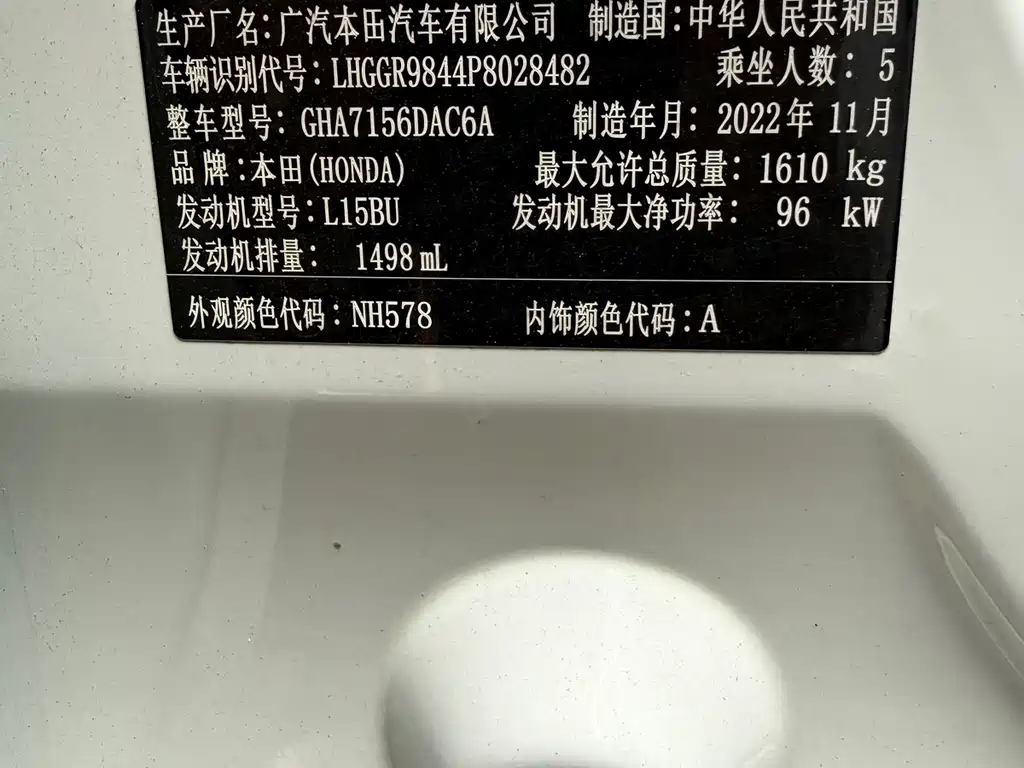 生产厂名:广汽本田汽车有限公司 制造国:中华人民共和国
车辆识别代号:LHGGR9844P8028482 乘坐人数:5
整车型号:GHA7156DAC6A 制造年月:2022年11月
品牌:本田(HONDA) 最大允许总质量:1610 kg
发动机型号:L15BU 发动机最大净功率:96 kW
发动机排量:1498 mL
外观颜色代码:NH578 内饰颜色代码:A